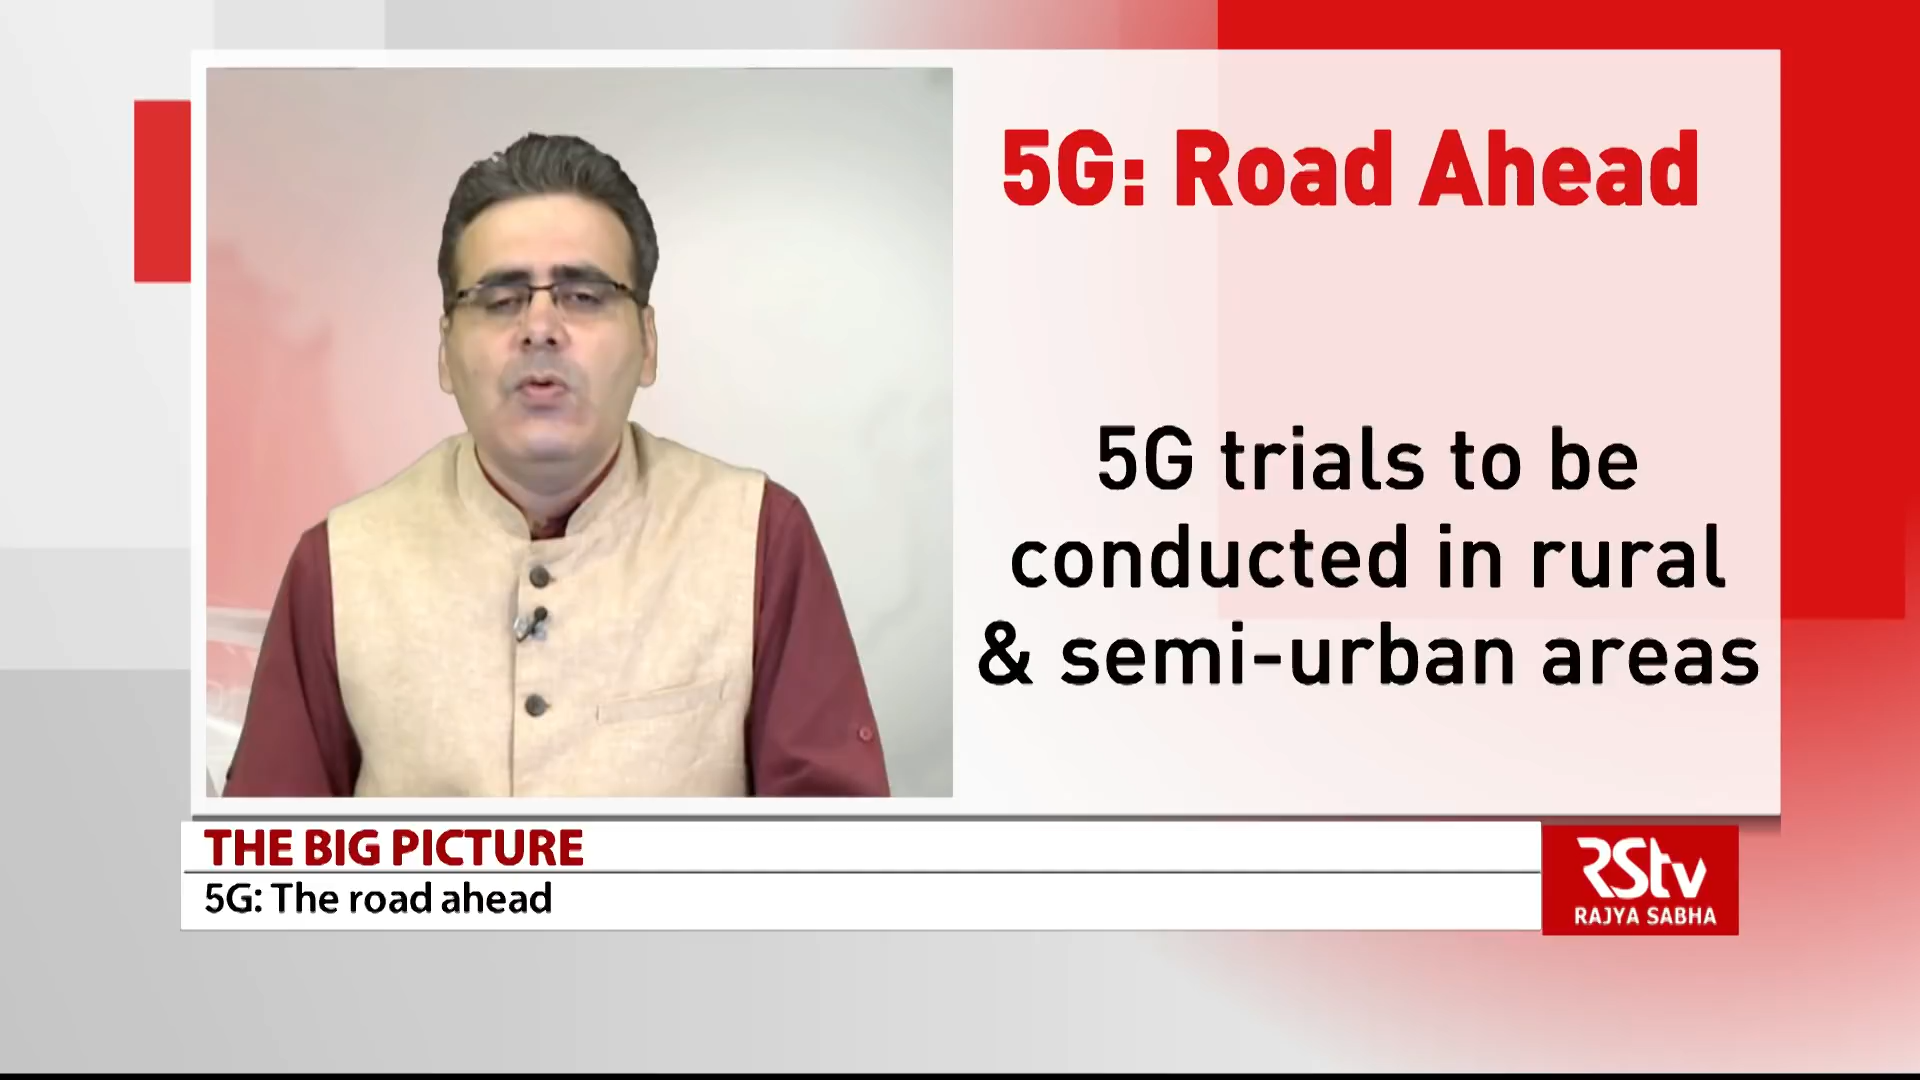 5G: Road Ahead
5G trials to be
conducted in rural
& semi-urban areas
THE BIG PICTURE
5G: The road ahead
RStv
RAJYA SABHA